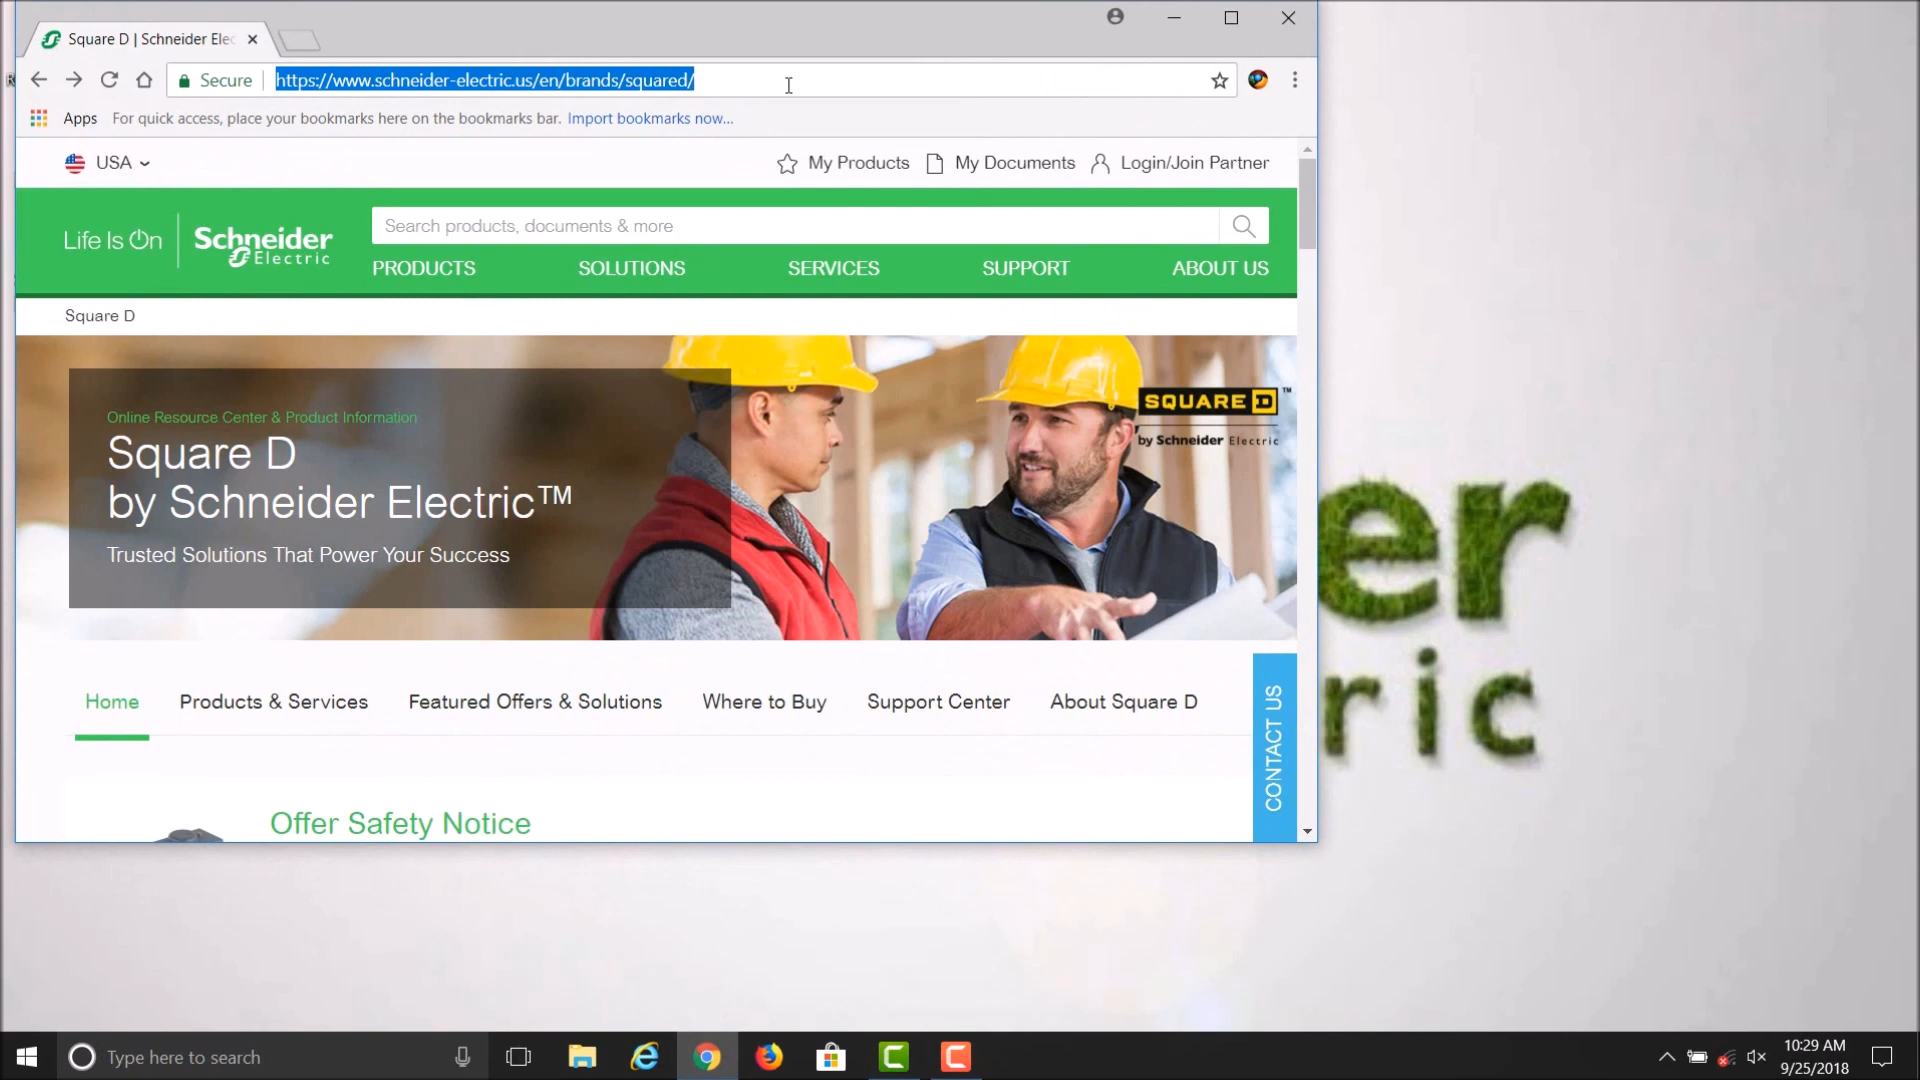 Square D | Schneider Elec
Secure
https://www.schneider-electric.us/en/brands/squared/
Apps
For quick access, place your bookmarks here on the bookmarks bar. Import bookmarks now...
USA
My Products
My Documents
Login/Join Partner
Life Is On
Schneider
Electric
Search products, documents & more
PRODUCTS
SOLUTIONS
SERVICES
SUPPORT
ABOUT US
Square D
Online Resource Center & Product Information
Square D
by Schneider Electric™
Trusted Solutions That Power Your Success
SQUARE D ™
by Schneider Electric
er
ric
Home
Products & Services
Featured Offers & Solutions
Where to Buy
Support Center
About Square D
CONTACT US
Offer Safety Notice
Type here to search
10:29 AM
9/25/2018